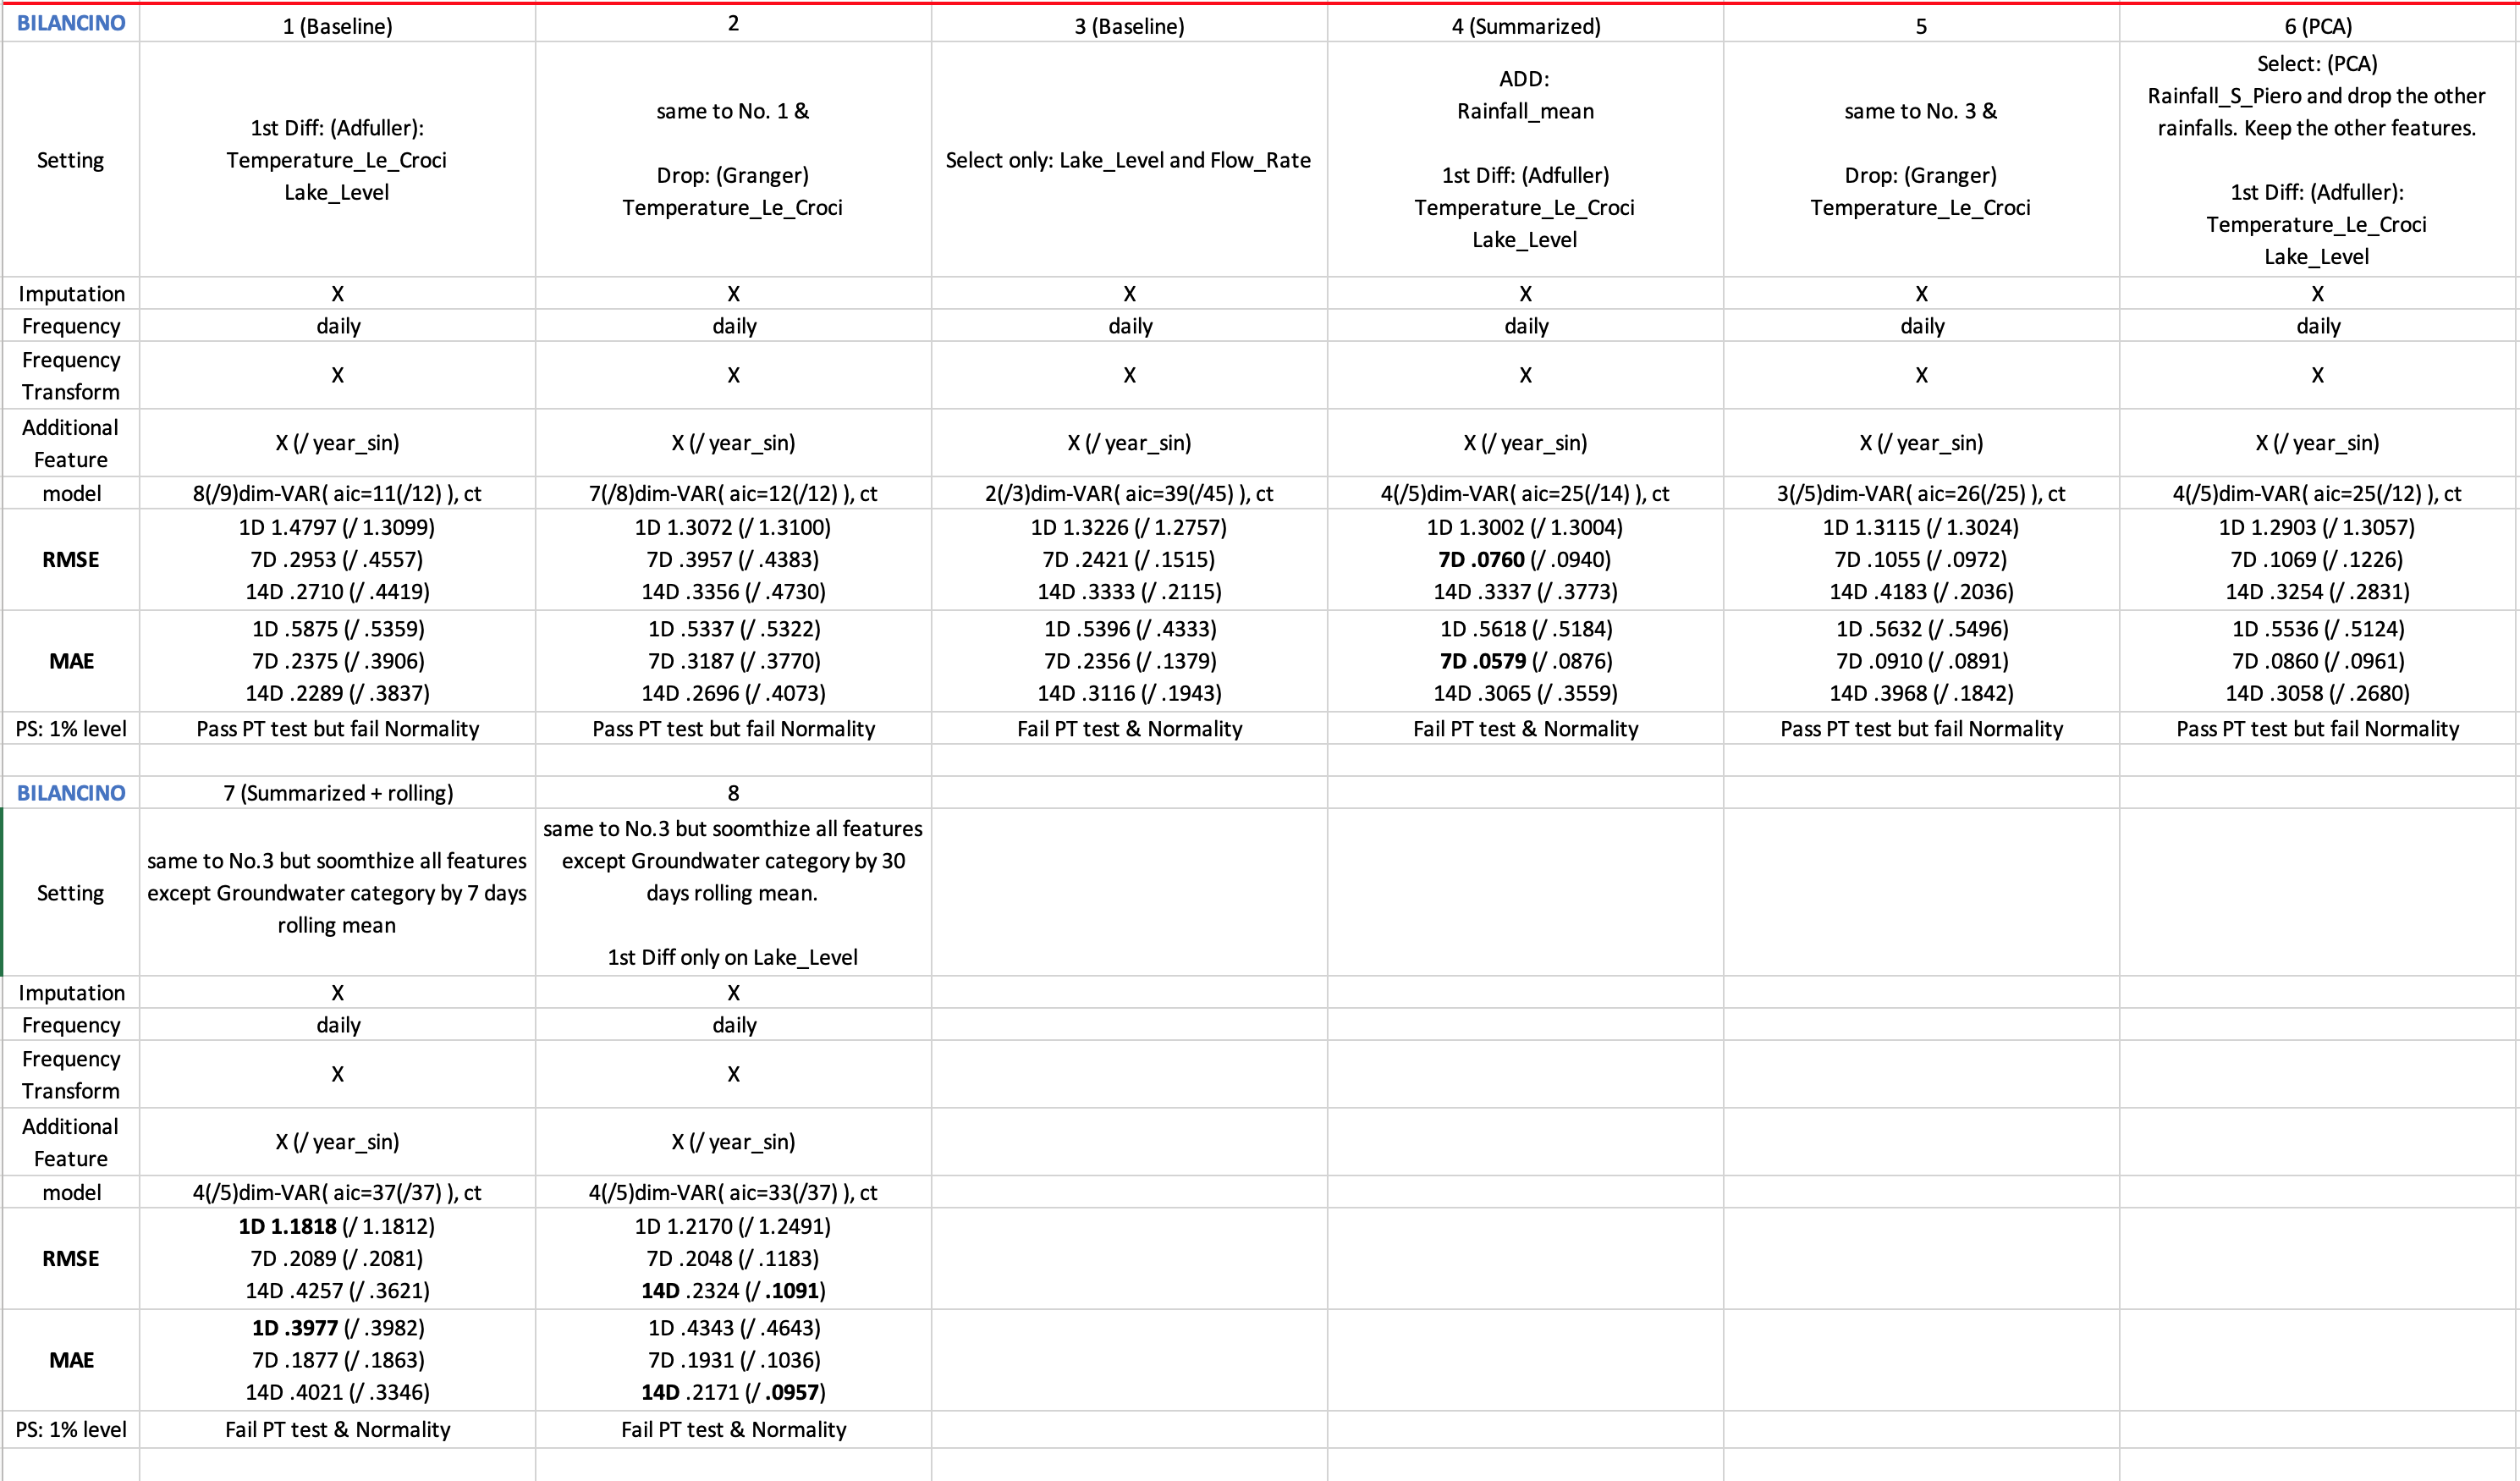 BILANCINO 1 (Baseline) 2 3 (Baseline) 4 (Summarized) 5 6 (PCA)
Setting
1st Diff: (Adfuller):
Temperature_Le_Croci
Lake_Level
same to No. 1 &
Drop: (Granger)
Temperature_Le_Croci
Select only: Lake_Level and Flow_Rate
ADD:
Rainfall_mean
1st Diff: (Adfuller)
Temperature_Le_Croci
Lake_Level
same to No. 3 &
Drop: (Granger)
Temperature_Le_Croci
Select: (PCA)
Rainfall_S_Piero and drop the other
rainfalls. Keep the other features.
1st Diff: (Adfuller):
Temperature_Le_Croci
Lake_Level
Imputation X X X X X X
Frequency daily daily daily daily daily daily
Frequency
Transform
X X X X X X
Additional
Feature
X (/ year_sin) X (/ year_sin) X (/ year_sin) X (/ year_sin) X (/ year_sin) X (/ year_sin)
model 8(/9)dim-VAR( aic=11(/12) ), ct 7(/8)dim-VAR( aic=12(/12) ), ct 2(/3)dim-VAR( aic=39(/45) ), ct 4(/5)dim-VAR( aic=25(/14) ), ct 3(/5)dim-VAR( aic=26(/25) ), ct 4(/5)dim-VAR( aic=25(/12) ), ct
RMSE
1D 1.4797 (/ 1.3099) 1D 1.3072 (/ 1.3100) 1D 1.3226 (/ 1.2757) 1D 1.3002 (/ 1.3004) 1D 1.3115 (/ 1.3024) 1D 1.2903 (/ 1.3057)
7D .2953 (/ .4557) 7D .3957 (/ .4383) 7D .2421 (/ .1515) 7D .0760 (/ .0940) 7D .1055 (/ .0972) 7D .1069 (/ .1226)
14D .2710 (/ .4419) 14D .3356 (/ .4730) 14D .3333 (/ .2115) 14D .3337 (/ .3773) 14D .4183 (/ .2036) 14D .3254 (/ .2831)
MAE
1D .5875 (/ .5359) 1D .5337 (/ .5322) 1D .5396 (/ .4333) 1D .5618 (/ .5184) 1D .5632 (/ .5496) 1D .5536 (/ .5124)
7D .2375 (/ .3906) 7D .3187 (/ .3770) 7D .2356 (/ .1379) 7D .0579 (/ .0876) 7D .0910 (/ .0891) 7D .0860 (/ .0961)
14D .2289 (/ .3837) 14D .2696 (/ .4073) 14D .3116 (/ .1943) 14D .3065 (/ .3559) 14D .3968 (/ .1842) 14D .3058 (/ .2680)
PS: 1% level Pass PT test but fail Normality Pass PT test but fail Normality Fail PT test & Normality Fail PT test & Normality Pass PT test but fail Normality Pass PT test but fail Normality
BILANCINO 7 (Summarized + rolling) 8
Setting
same to No.3 but soomthize all features
except Groundwater category by 7 days
rolling mean
same to No.3 but soomthize all features
except Groundwater category by 30
days rolling mean.
1st Diff only on Lake_Level
Imputation X X
Frequency daily daily
Frequency
Transform
X X
Additional
Feature
X (/ year_sin) X (/ year_sin)
model 4(/5)dim-VAR( aic=37(/37) ), ct 4(/5)dim-VAR( aic=33(/37) ), ct
RMSE
1D 1.1818 (/ 1.1812) 1D 1.2170 (/ 1.2491)
7D .2089 (/ .2081) 7D .2048 (/ .1183)
14D .4257 (/ .3621) 14D .2324 (/ .1091)
MAE
1D .3977 (/ .3982) 1D .4343 (/ .4643)
7D .1877 (/ .1863) 7D .1931 (/ .1036)
14D .4021 (/ .3346) 14D .2171 (/ .0957)
PS: 1% level Fail PT test & Normality Fail PT test & Normality